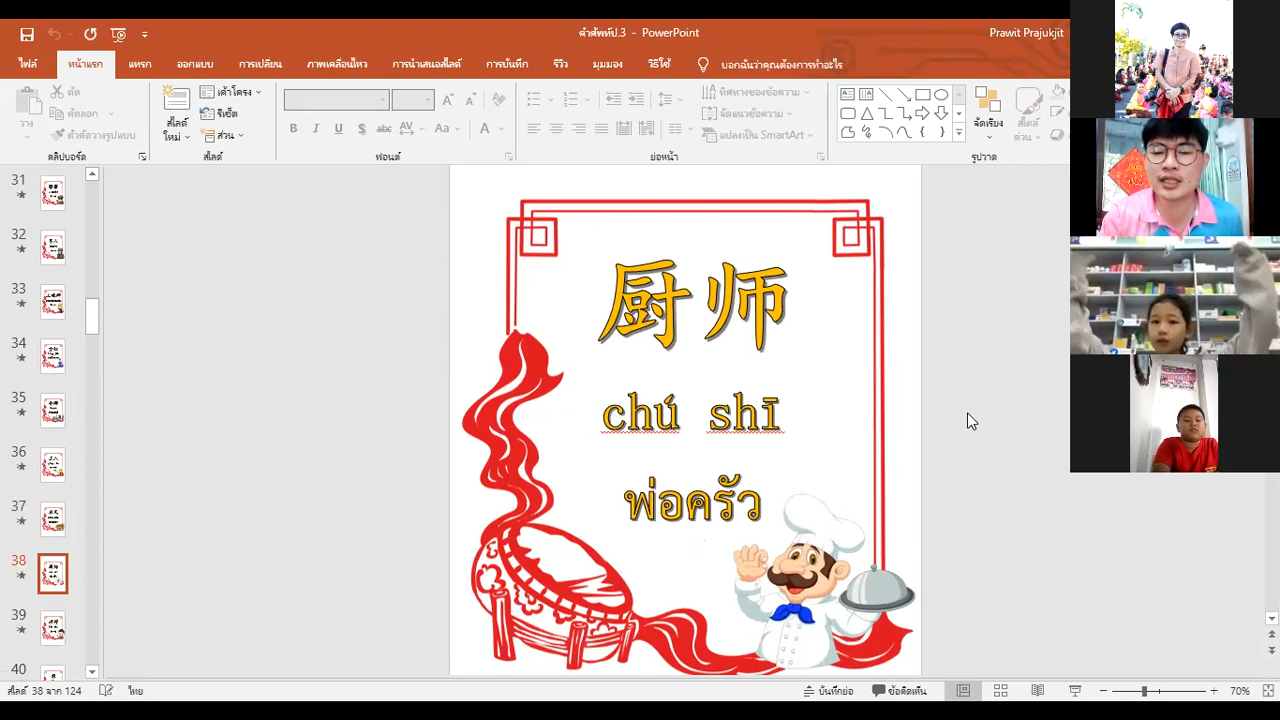 คำศัพท์ป.3 - PowerPoint
Prawit Prajukjit
ไฟล์ หน้าแรก แทรก ออกแบบ การเปลี่ยน ภาพเคลื่อนไหว การนำเสนอสไลด์ การบันทึก รีวิว มุมมอง วิธีใช้ บอกฉันว่าคุณต้องการทำอะไร
วาง
ตัด
คัดลอก
ตัวคัดวางรูปแบบ
คลิปบอร์ด
สไลด์
ใหม่
เค้าโครง
รีเซ็ต
ส่วน
สไลด์
B I U S abc AV Aa A
ฟอนต์
ทิศทางของข้อความ
จัดแนวข้อความ
แปลงเป็น SmartArt
ย่อหน้า
จัดเรียง
สไตล์
ด่วน
รูปวาด
31
32
33
34
35
36
37
38
39
40
厨师
chú shī
พ่อครัว
สไลด์ 38 จาก 124
ไทย
บันทึกย่อ
ข้อคิดเห็น
70%